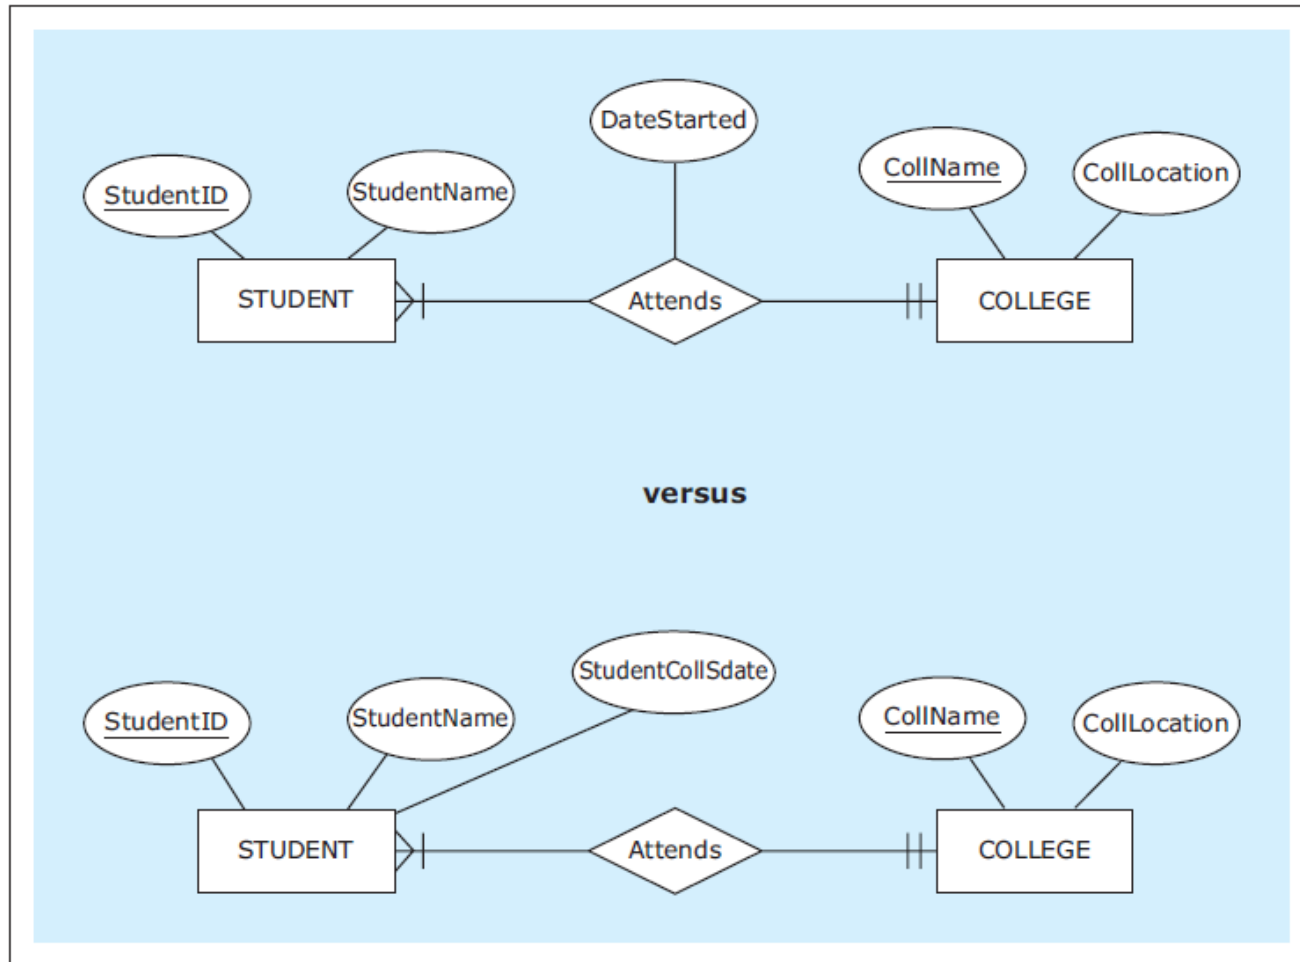 DateStarted
StudentID
StudentName
CollName
CollLocation
STUDENT
Attends
COLLEGE
versus
StudentCollSdate
StudentID
StudentName
CollName
CollLocation
STUDENT
Attends
COLLEGE